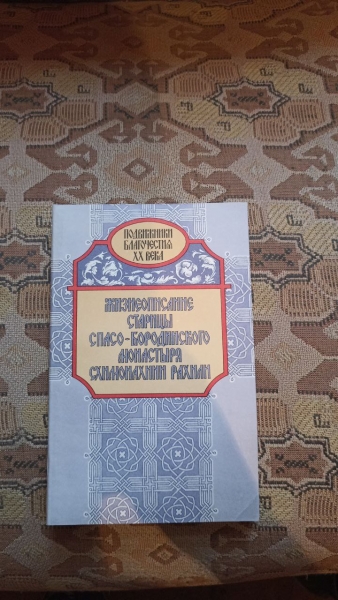 ПОДВИЖНИКИ
БЛАГОЧЕСТИЯ
XX ВЕКА
ЖИЗНЕОПИСАНИЕ
СТАРИЦЫ
СПАСО-БОРОДИНСКОГО
МОНАСТЫРЯ
СХИМОНАХИНИ РАХИЛИ